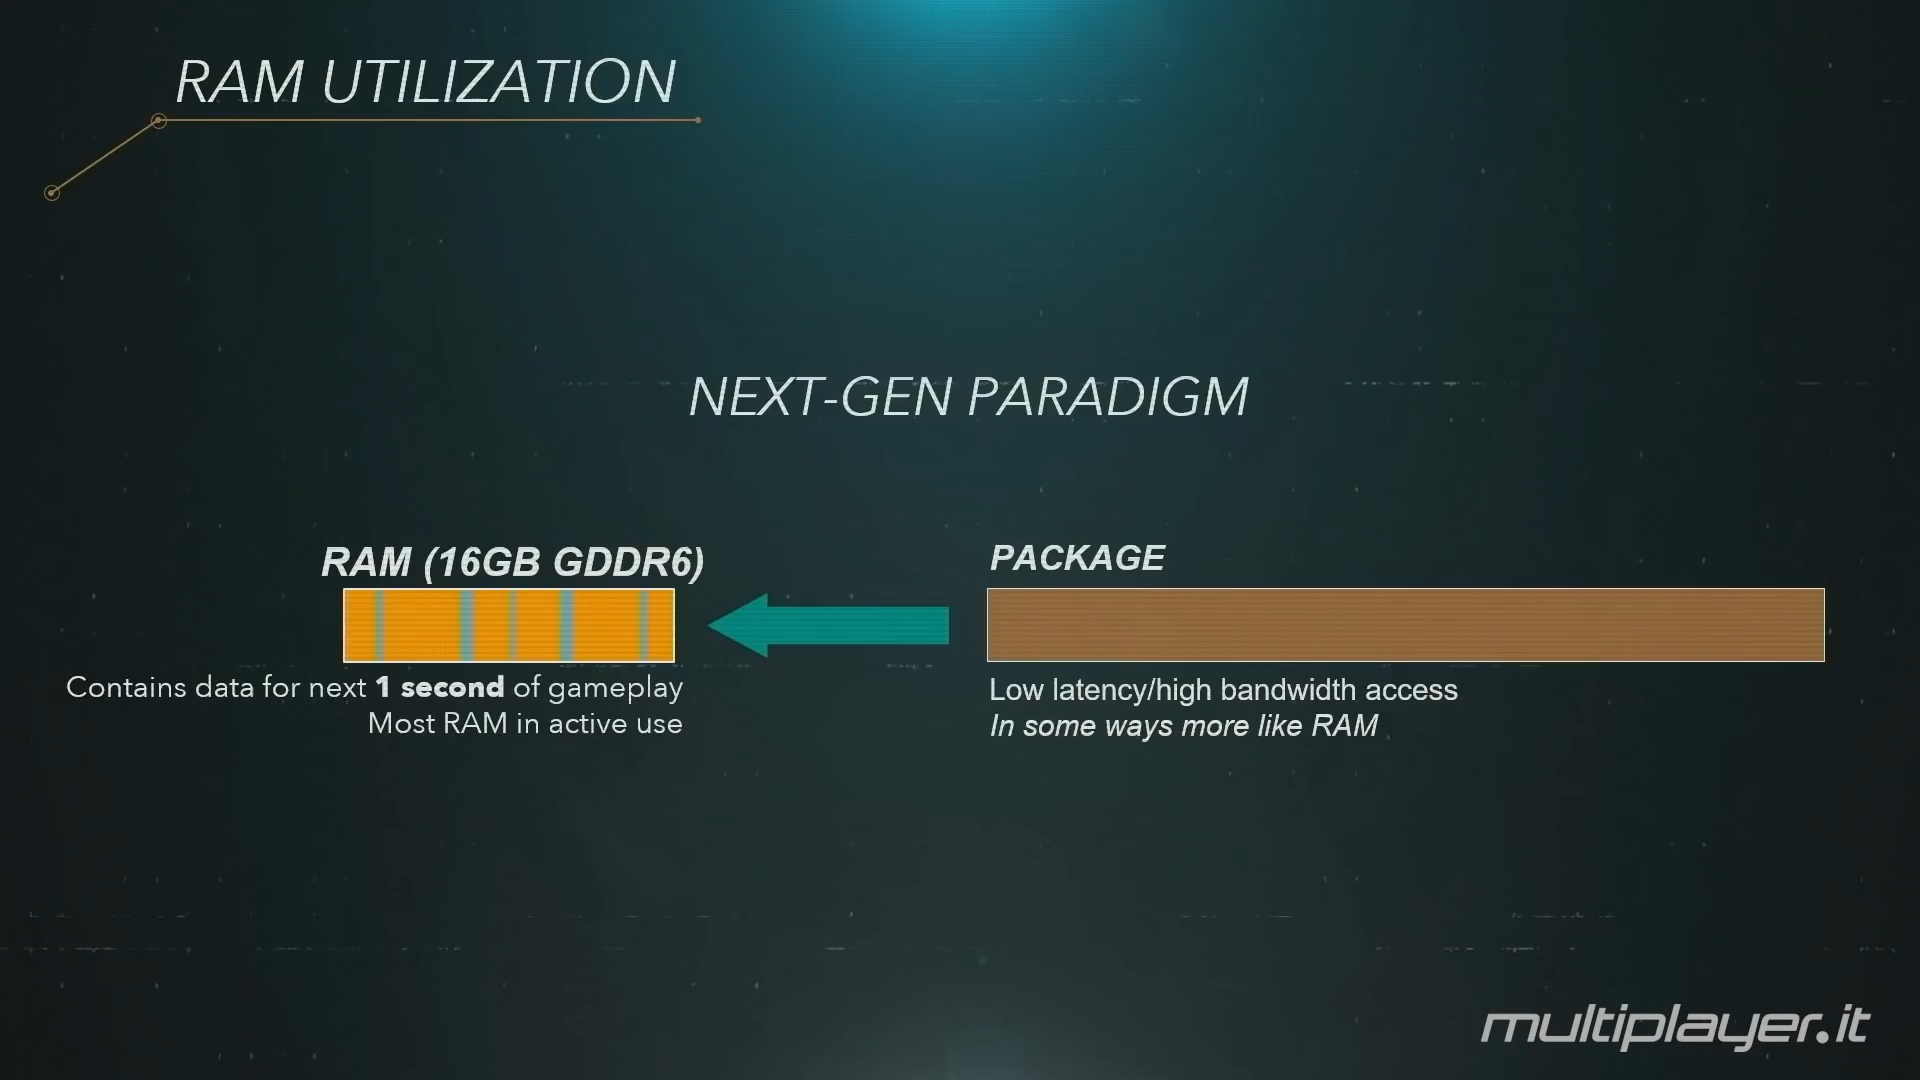 RAM UTILIZATION
NEXT-GEN PARADIGM
RAM (16GB GDDR6)
Contains data for next 1 second of gameplay
Most RAM in active use
PACKAGE
Low latency/high bandwidth access
In some ways more like RAM
multiplayer.it